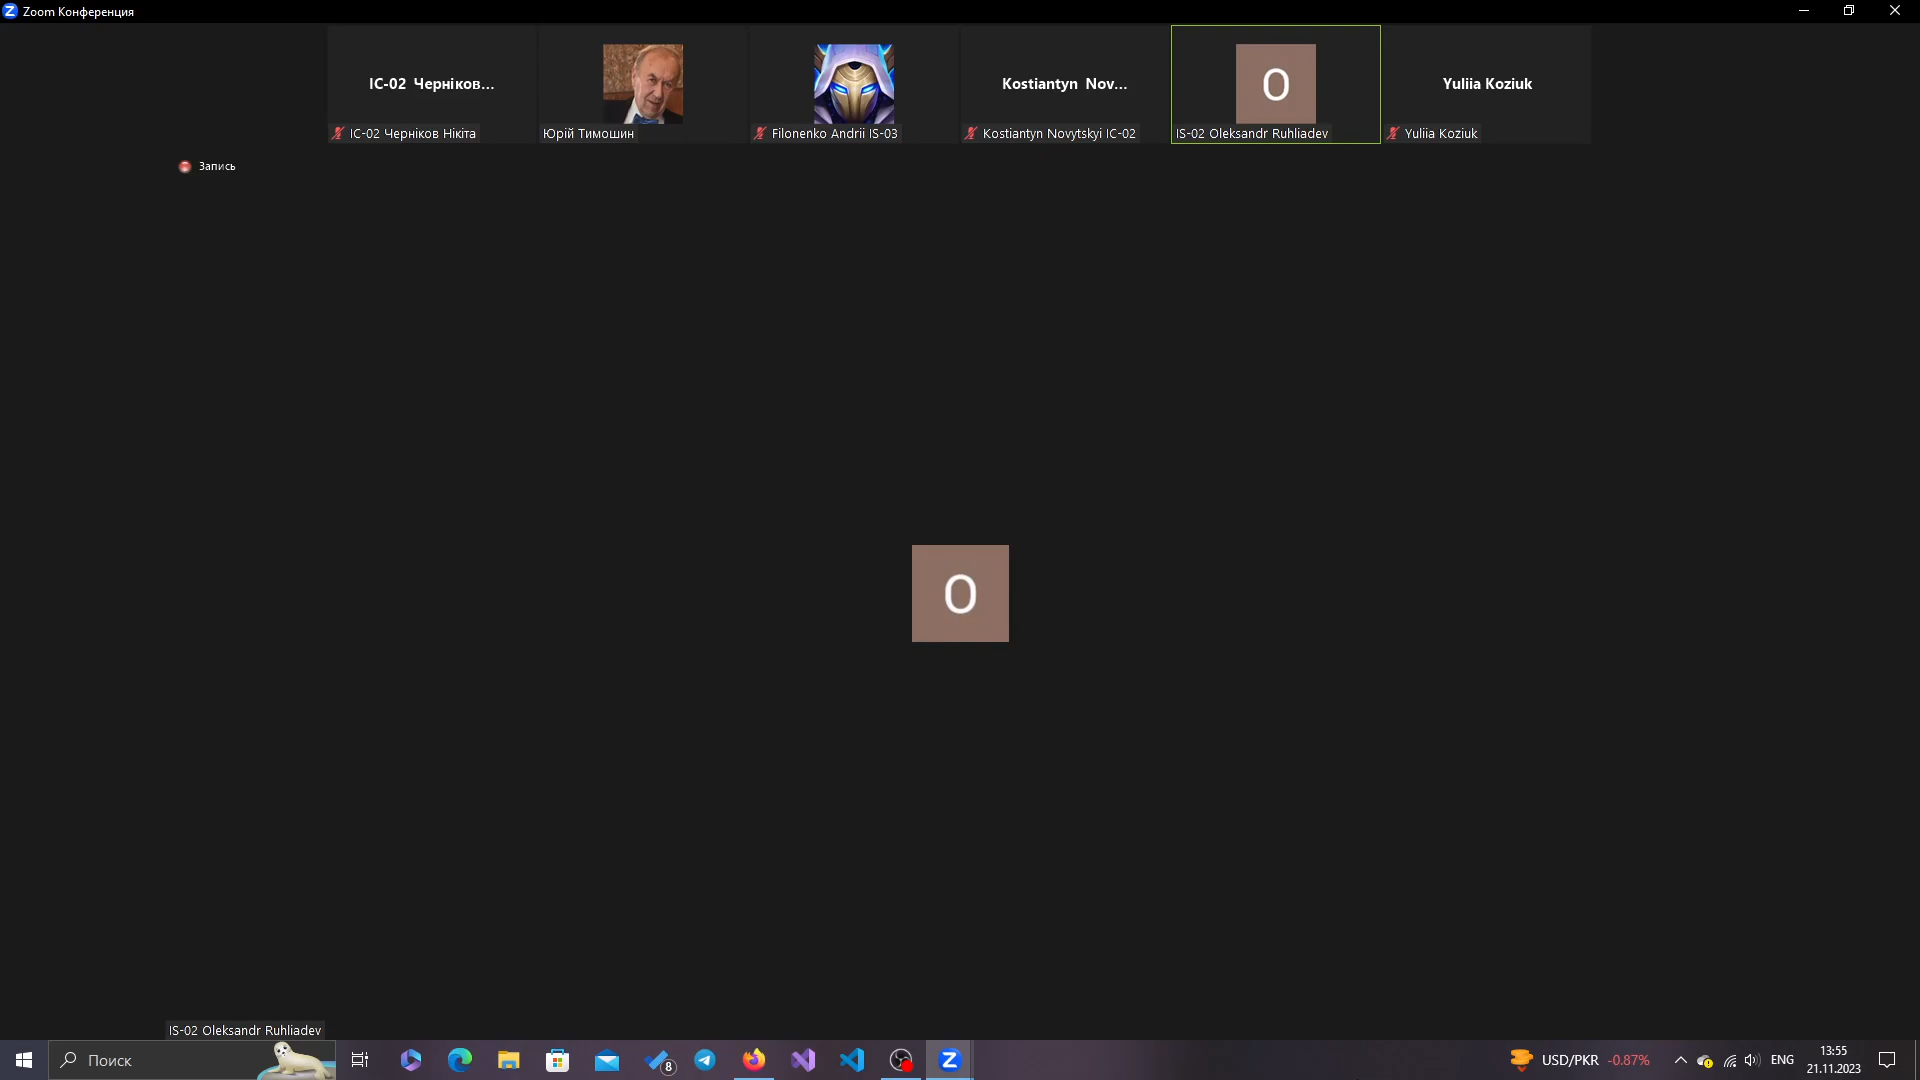 Zoom Конференция
IC-02 Черніков...
Kostiantyn Nov...
O
Yuliia Koziuk
IC-02 Черніков Нікіта
Юрій Тимошин
Filonenko Andrii IS-03
Kostiantyn Novytskyi IC-02
IS-02 Oleksandr Ruhliadev
Yuliia Koziuk
Запись
O
IS-02 Oleksandr Ruhliadev
Поиск
8
USD/PKR -0.87%
ENG
13:55
21.11.2023